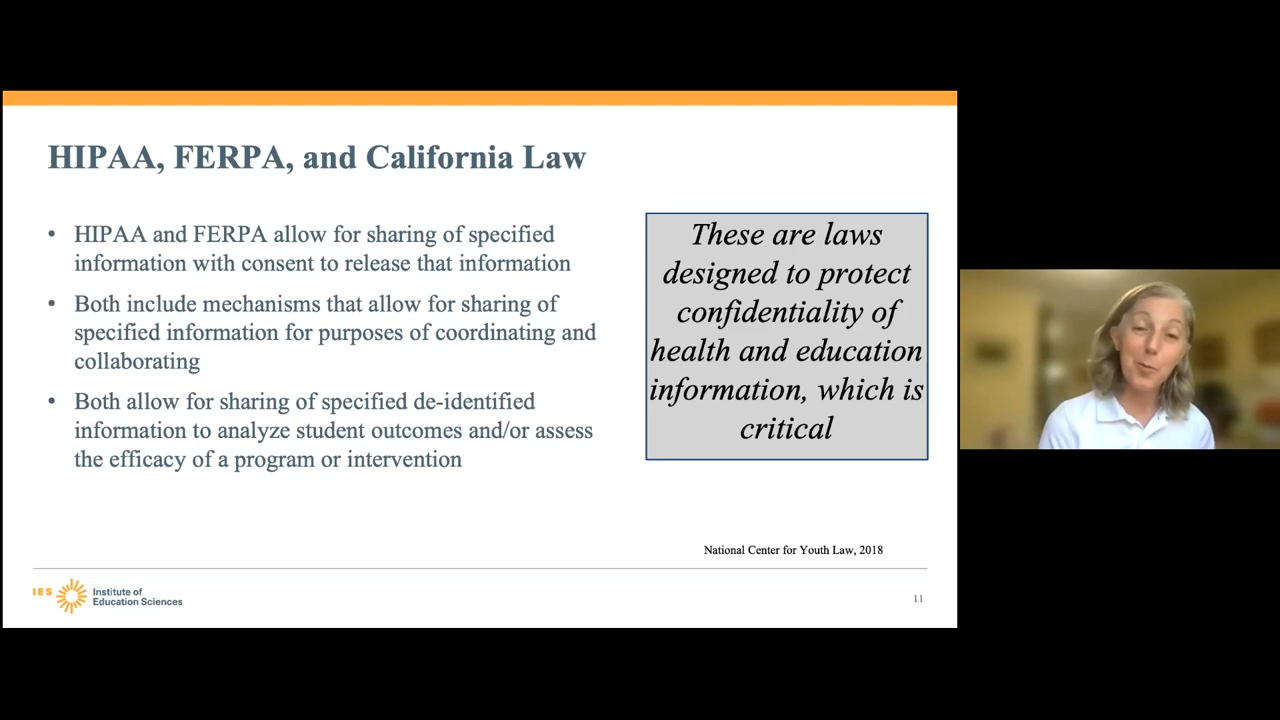 HIPAA, FERPA, and California Law
• HIPAA and FERPA allow for sharing of specified
information with consent to release that information
• Both include mechanisms that allow for sharing of
specified information for purposes of coordinating and
collaborating
• Both allow for sharing of specified de-identified
information to analyze student outcomes and/or assess
the efficacy of a program or intervention
These are laws
designed to protect
confidentiality of
health and education
information, which is
critical
National Center for Youth Law, 2018
IES
Institute of
Education Sciences
11